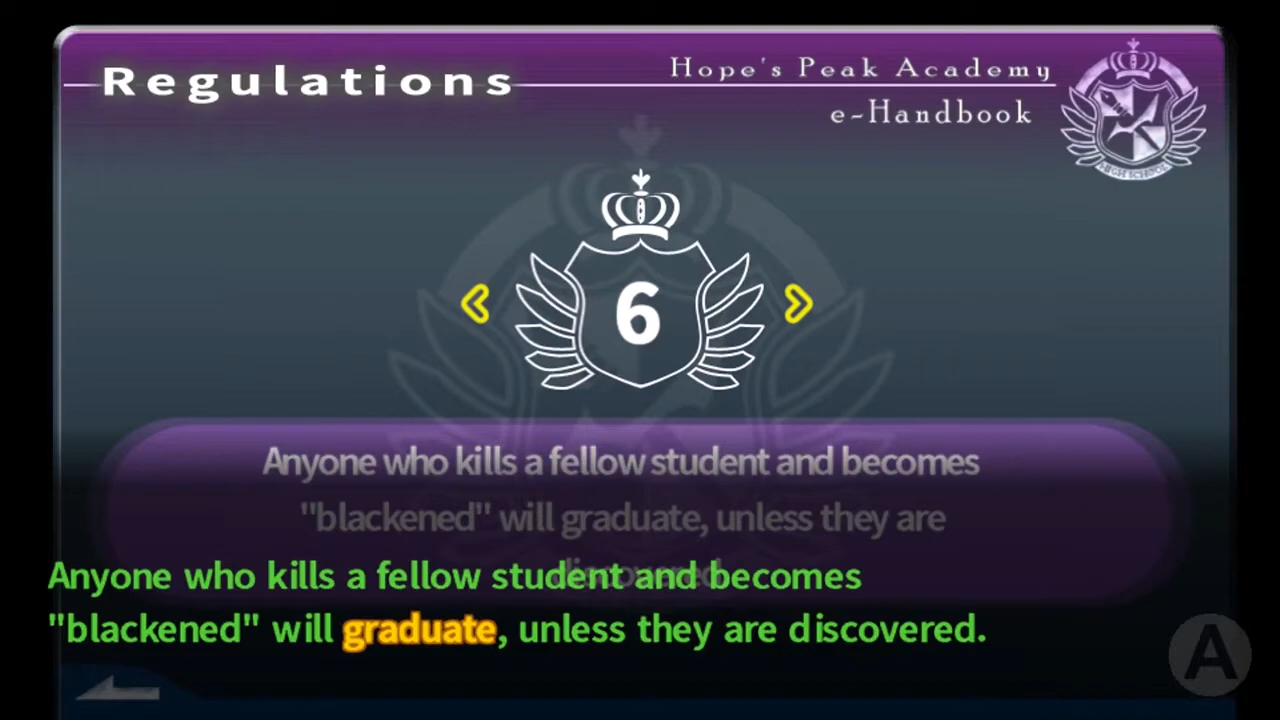 Regulations
Hope's Peak Academy
e-Handbook
6
Anyone who kills a fellow student and becomes
"blackened" will graduate, unless they are
discovered.
Anyone who kills a fellow student and becomes
"blackened" will graduate, unless they are discovered.
A